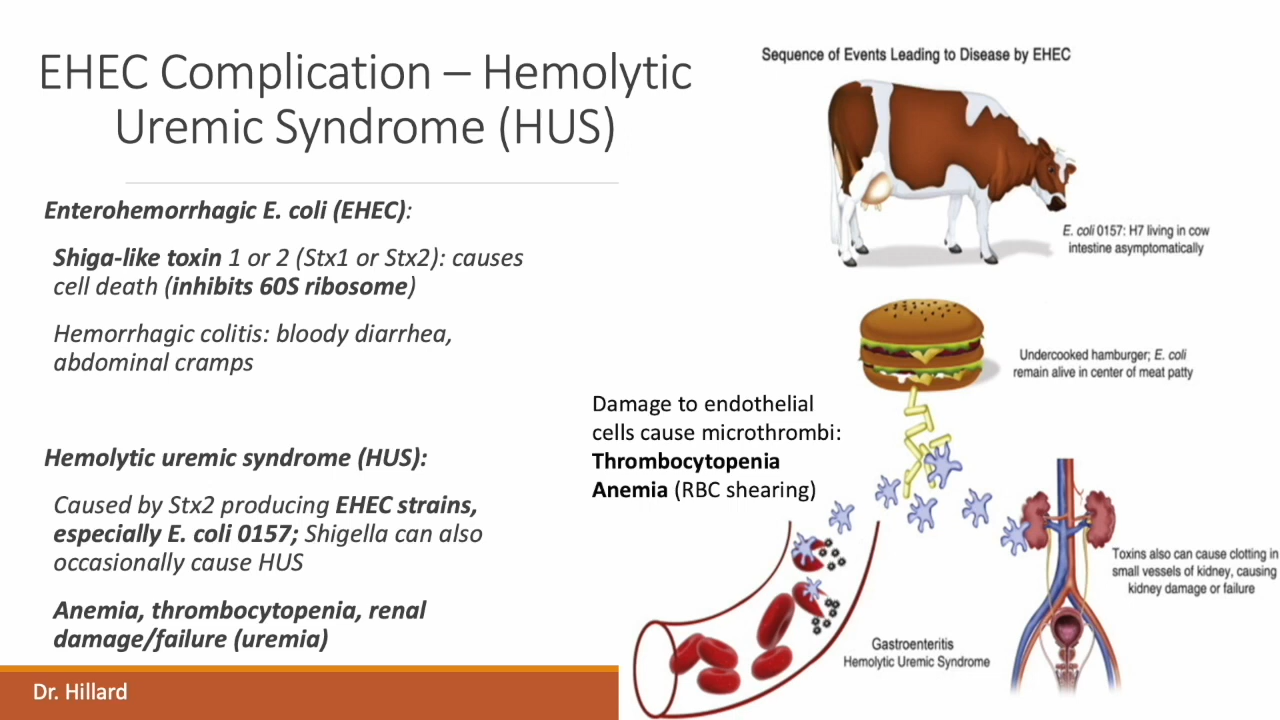 EHEC Complication – Hemolytic
Uremic Syndrome (HUS)
Enterohemorrhagic E. coli (EHEC):
Shiga-like toxin 1 or 2 (Stx1 or Stx2): causes
cell death (inhibits 60S ribosome)
Hemorrhagic colitis: bloody diarrhea,
abdominal cramps
Hemolytic uremic syndrome (HUS):
Caused by Stx2 producing EHEC strains,
especially E. coli 0157; Shigella can also
occasionally cause HUS
Anemia, thrombocytopenia, renal
damage/failure (uremia)
Dr. Hillard
Sequence of Events Leading to Disease by EHEC
E. coli 0157: H7 living in cow
intestine asymptomatically
Undercooked hamburger; E. coli
remain alive in center of meat patty
Damage to endothelial
cells cause microthrombi:
Thrombocytopenia
Anemia (RBC shearing)
Toxins also can cause clotting in
small vessels of kidney, causing
kidney damage or failure
Gastroenteritis
Hemolytic Uremic Syndrome